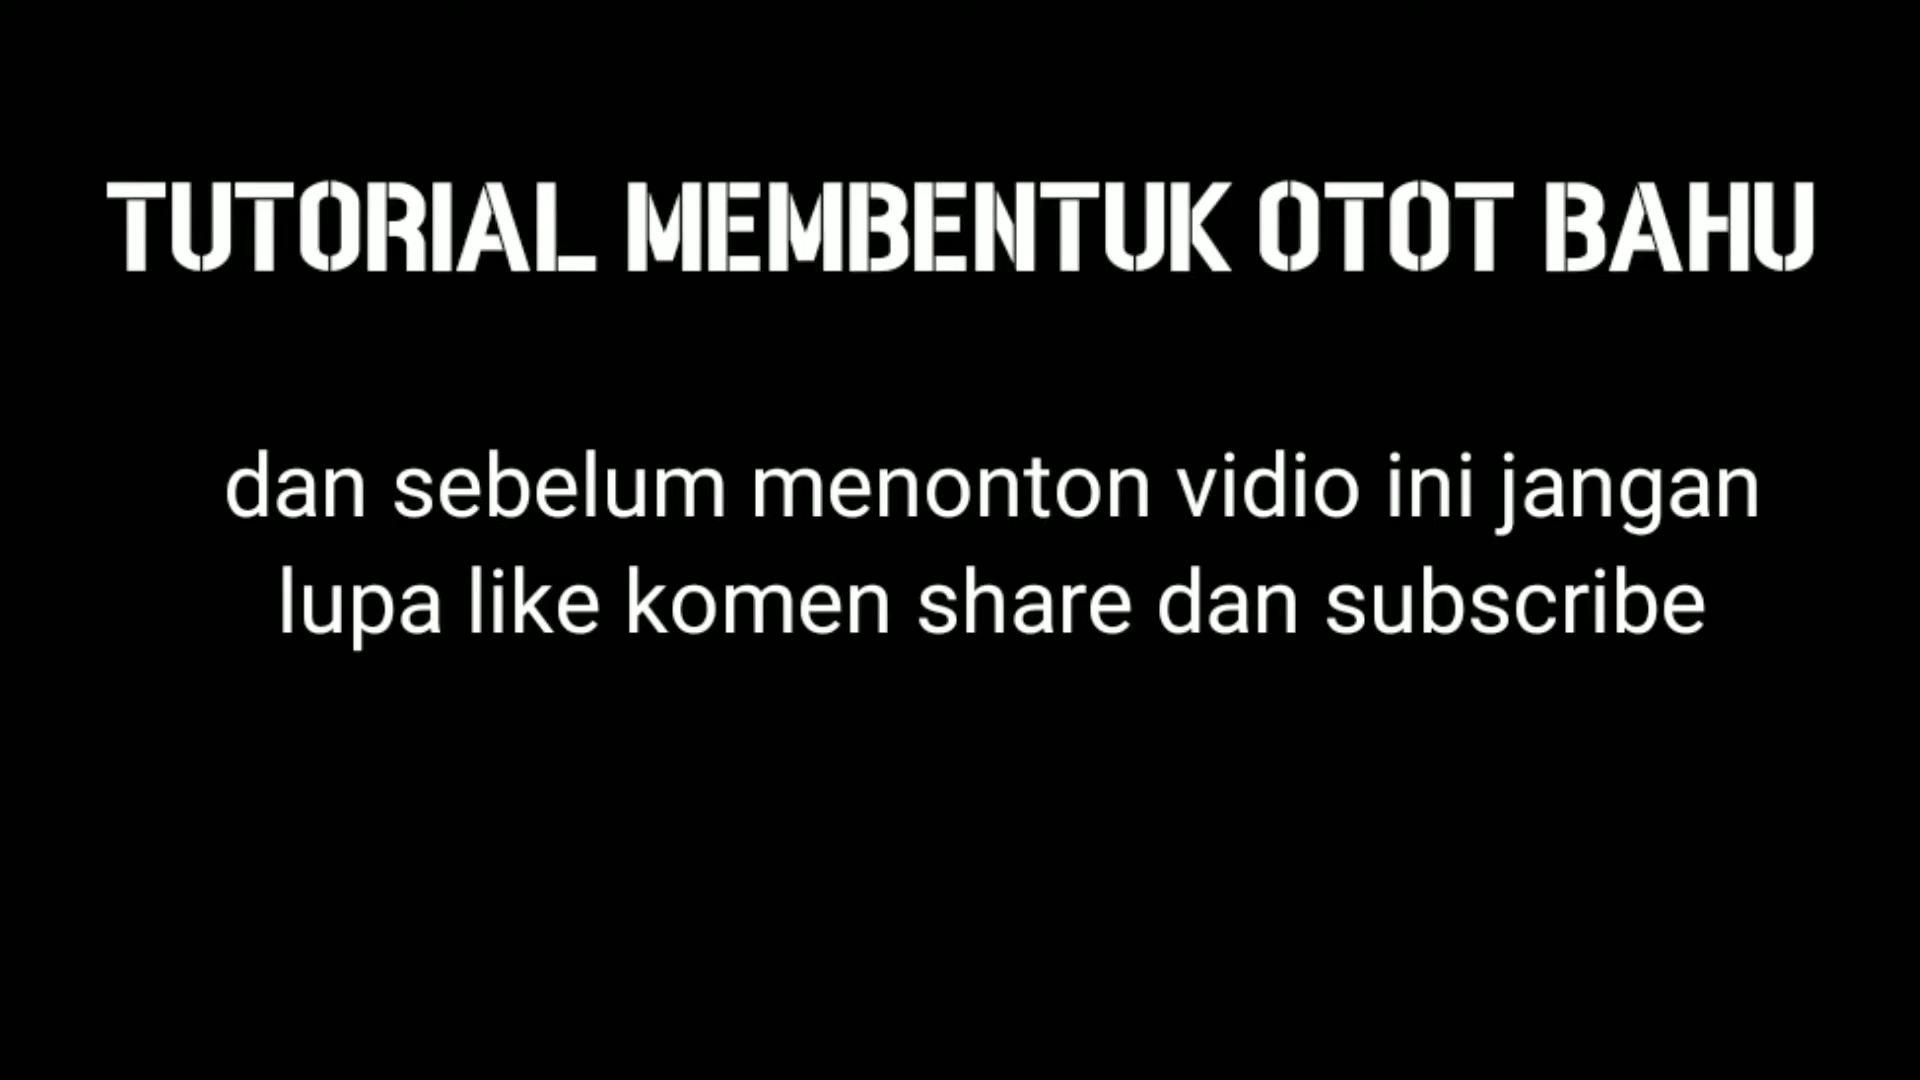 TUTORIAL MEMBENTUK OTOT BAHU
dan sebelum menonton vidio ini jangan
lupa like komen share dan subscribe